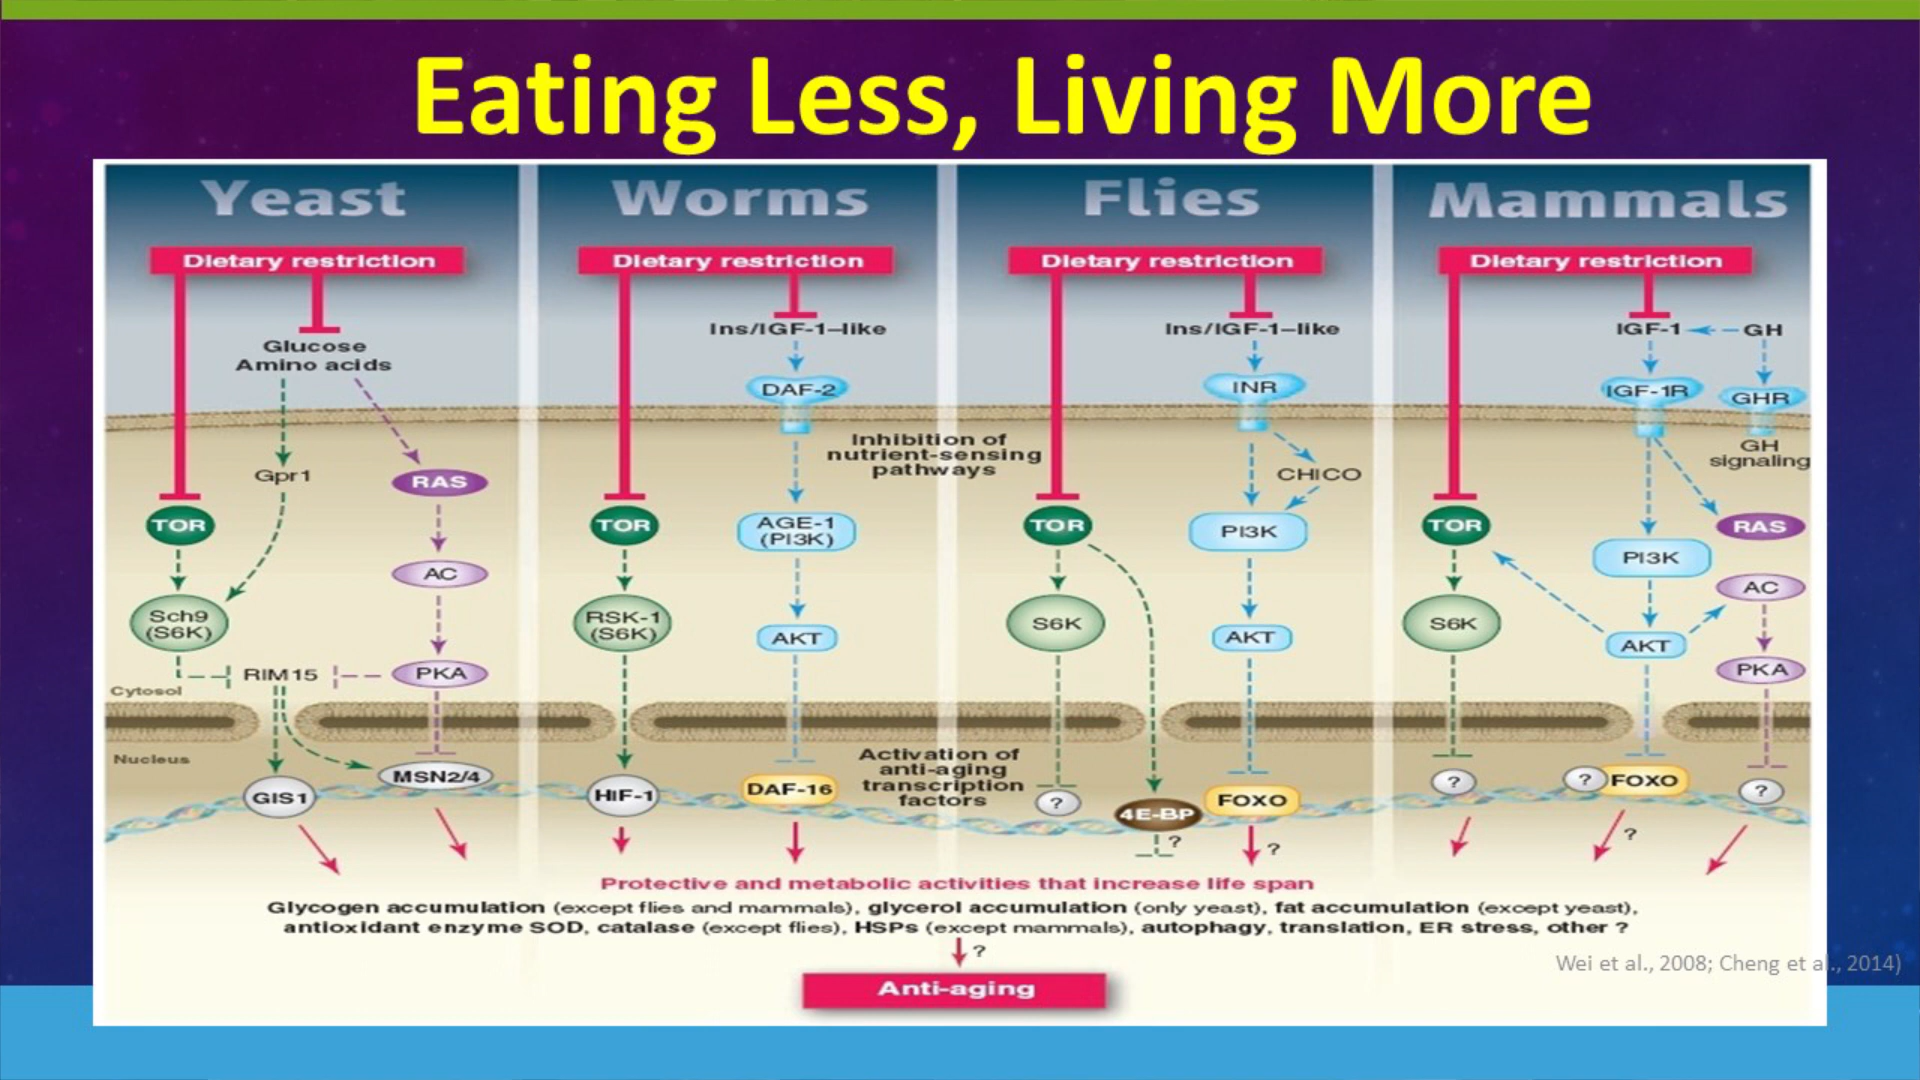 Eating Less, Living More
Yeast
Worms
Flies
Mammals
Dietary restriction
Dietary restriction
Dietary restriction
Dietary restriction
Glucose
Amino acids
Gpr1
RAS
TOR
AC
Sch9
(S6K)
RIM15
PKA
Cytosol
Nucleus
GIS1
MSN2/4
Ins/IGF-1–like
DAF-2
Inhibition of
nutrient-sensing
pathways
TOR
AGE-1
(PI3K)
RSK-1
(S6K)
AKT
HIF-1
DAF-16
Activation of
anti-aging
transcription
factors
Ins/IGF-1–like
INR
CHICO
TOR
PI3K
S6K
AKT
?
4E-BP
FOXO
?
?
IGF-1
GH
IGF-1R
GHR
GH
signaling
TOR
RAS
PI3K
AC
S6K
AKT
PKA
?
? FOXO
?
?
Protective and metabolic activities that increase life span
Glycogen accumulation (except flies and mammals), glycerol accumulation (only yeast), fat accumulation (except yeast),
antioxidant enzyme SOD, catalase (except flies), HSPs (except mammals), autophagy, translation, ER stress, other ?
?
Wei et al., 2008; Cheng et al., 2014)
Anti-aging